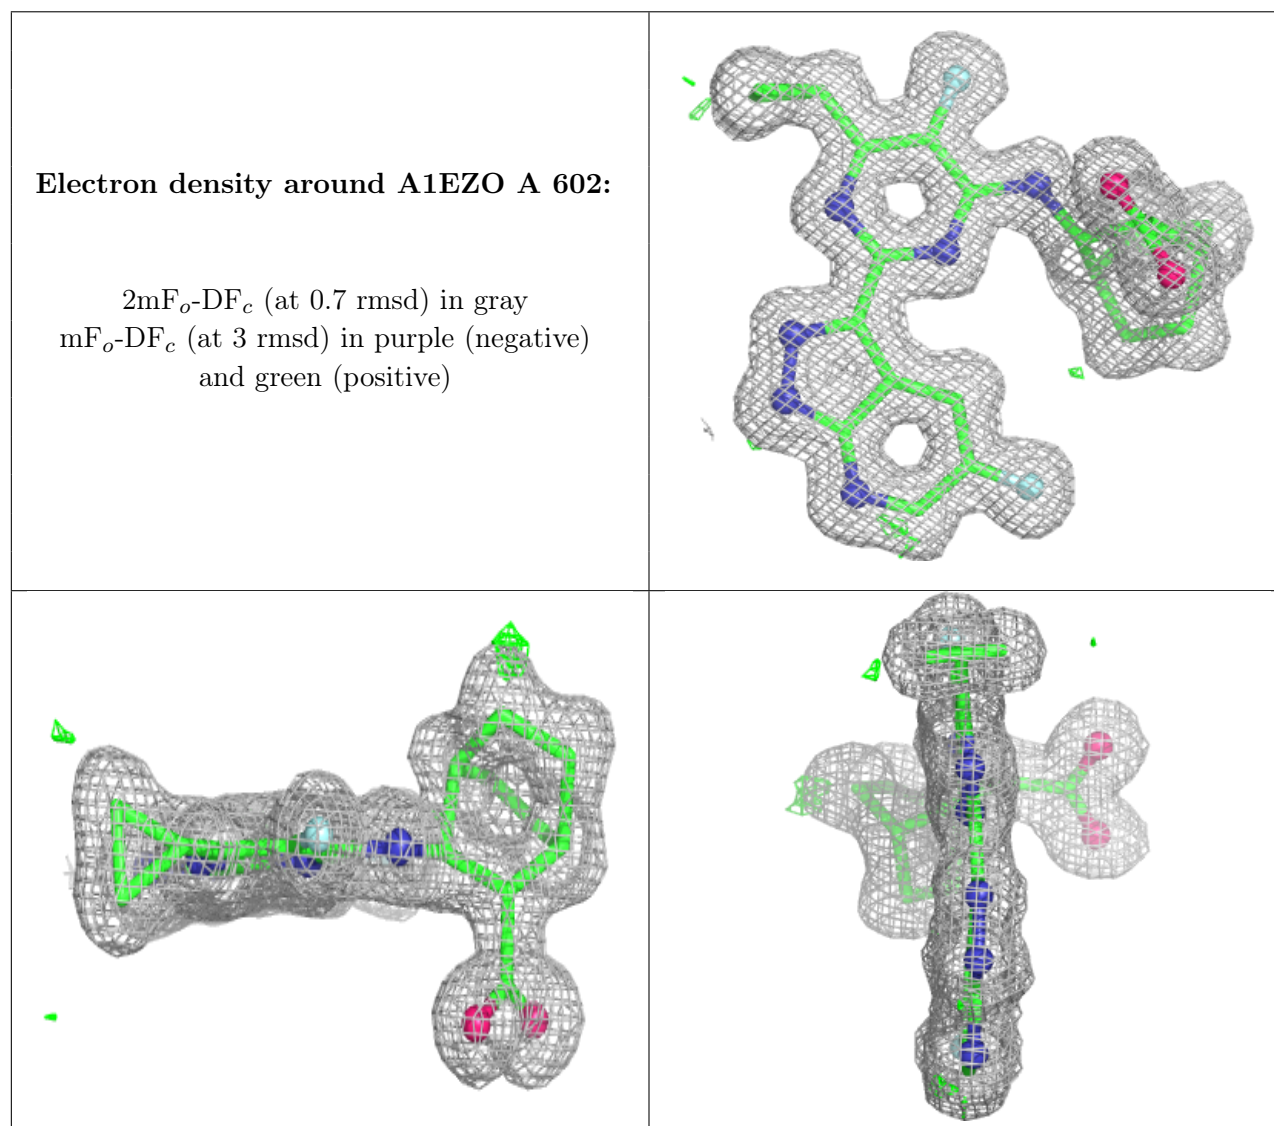 Electron density around A1EZO A 602:
2mFo-DFc (at 0.7 rmsd) in gray
mFo-DFc (at 3 rmsd) in purple (negative)
and green (positive)